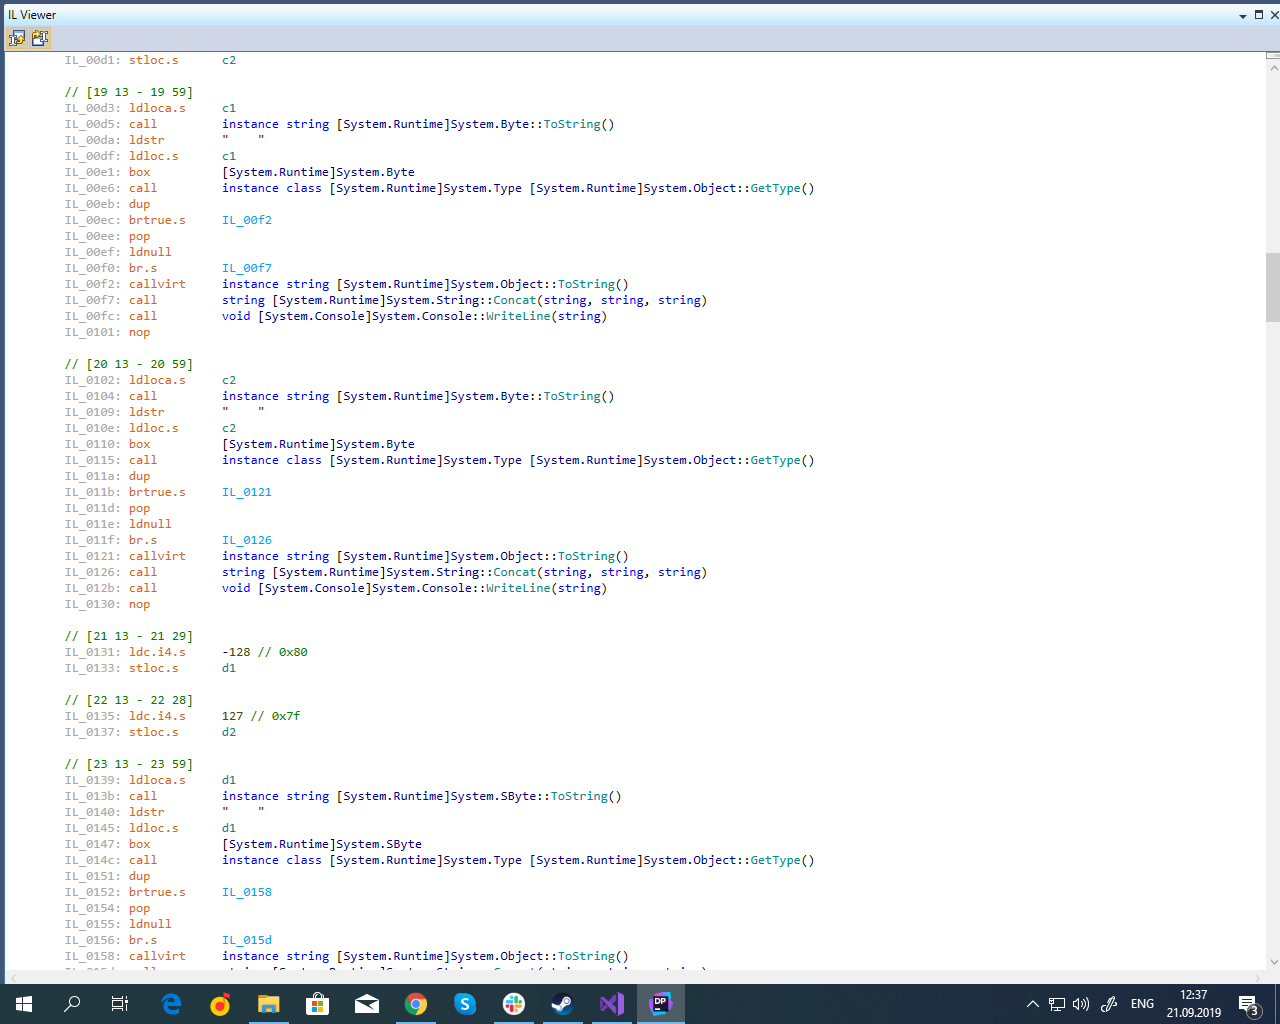 IL Viewer
IL_00d1: stloc.s c2
// [19 13 - 19 59]
IL_00d3: ldloca.s c1
IL_00d5: call instance string [System.Runtime]System.Byte::ToString()
IL_00da: ldstr "    "
IL_00df: ldloc.s c1
IL_00e1: box [System.Runtime]System.Byte
IL_00e6: call instance class [System.Runtime]System.Type [System.Runtime]System.Object::GetType()
IL_00eb: dup
IL_00ec: brtrue.s IL_00f2
IL_00ee: pop
IL_00ef: ldnull
IL_00f0: br.s IL_00f7
IL_00f2: callvirt instance string [System.Runtime]System.Object::ToString()
IL_00f7: call string [System.Runtime]System.String::Concat(string, string, string)
IL_00fc: call void [System.Console]System.Console::WriteLine(string)
IL_0101: nop
// [20 13 - 20 59]
IL_0102: ldloca.s c2
IL_0104: call instance string [System.Runtime]System.Byte::ToString()
IL_0109: ldstr "    "
IL_010e: ldloc.s c2
IL_0110: box [System.Runtime]System.Byte
IL_0115: call instance class [System.Runtime]System.Type [System.Runtime]System.Object::GetType()
IL_011a: dup
IL_011b: brtrue.s IL_0121
IL_011d: pop
IL_011e: ldnull
IL_011f: br.s IL_0126
IL_0121: callvirt instance string [System.Runtime]System.Object::ToString()
IL_0126: call string [System.Runtime]System.String::Concat(string, string, string)
IL_012b: call void [System.Console]System.Console::WriteLine(string)
IL_0130: nop
// [21 13 - 21 29]
IL_0131: ldc.i4.s -128 // 0x80
IL_0133: stloc.s d1
// [22 13 - 22 28]
IL_0135: ldc.i4.s 127 // 0x7f
IL_0137: stloc.s d2
// [23 13 - 23 59]
IL_0139: ldloca.s d1
IL_013b: call instance string [System.Runtime]System.SByte::ToString()
IL_0140: ldstr "    "
IL_0145: ldloc.s d1
IL_0147: box [System.Runtime]System.SByte
IL_014c: call instance class [System.Runtime]System.Type [System.Runtime]System.Object::GetType()
IL_0151: dup
IL_0152: brtrue.s IL_0158
IL_0154: pop
IL_0155: ldnull
IL_0156: br.s IL_015d
IL_0158: callvirt instance string [System.Runtime]System.Object::ToString()
DP
ENG
12:37
21.09.2019
3